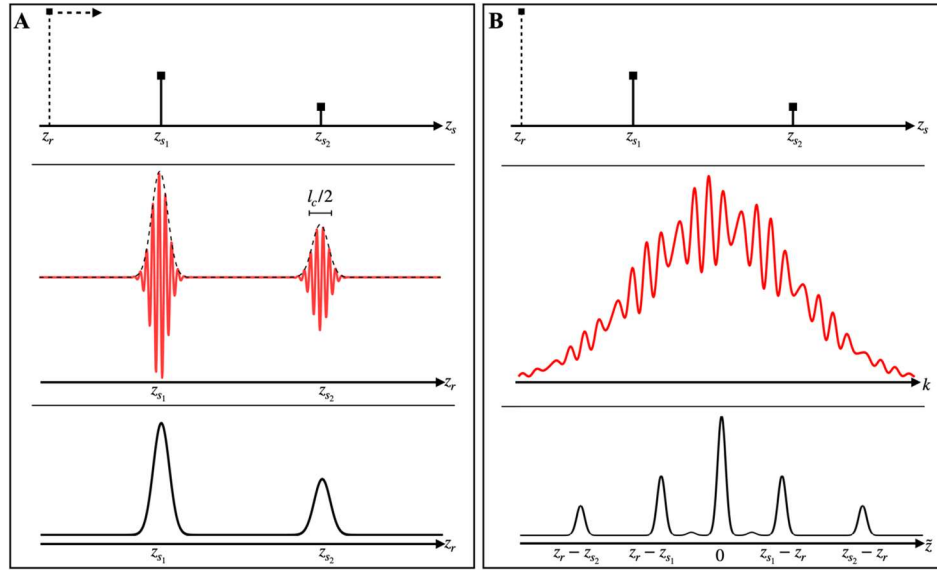 A
z_r
z_{s_1}
z_{s_2}
z_s
l_c/2
z_{s_1}
z_{s_2}
z_r
z_{s_1}
z_{s_2}
z_r
B
z_r
z_{s_1}
z_{s_2}
z_s
k
z_r − z_{s_2}
z_r − z_{s_1}
0
z_{s_1} − z_r
z_{s_2} − z_r
z̃